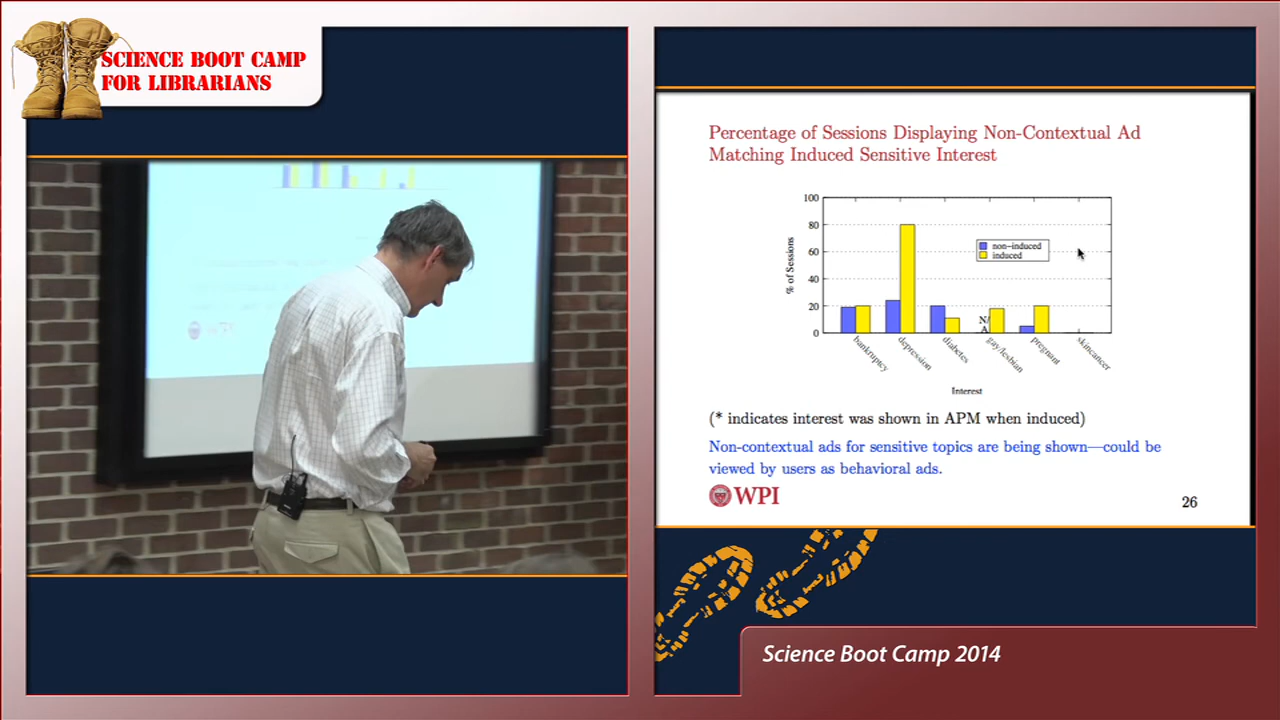 SCIENCE BOOT CAMP
FOR LIBRARIANS
WPI
Percentage of Sessions Displaying Non-Contextual Ad
Matching Induced Sensitive Interest
100
80
60
40
20
0
% of Sessions
non-induced
induced
N/
A
bankruptcy
depression
diabetes
gay/lesbian
pregnant
skincancer
Interest
(* indicates interest was shown in APM when induced)
Non-contextual ads for sensitive topics are being shown—could be
viewed by users as behavioral ads.
WPI
26
Science Boot Camp 2014